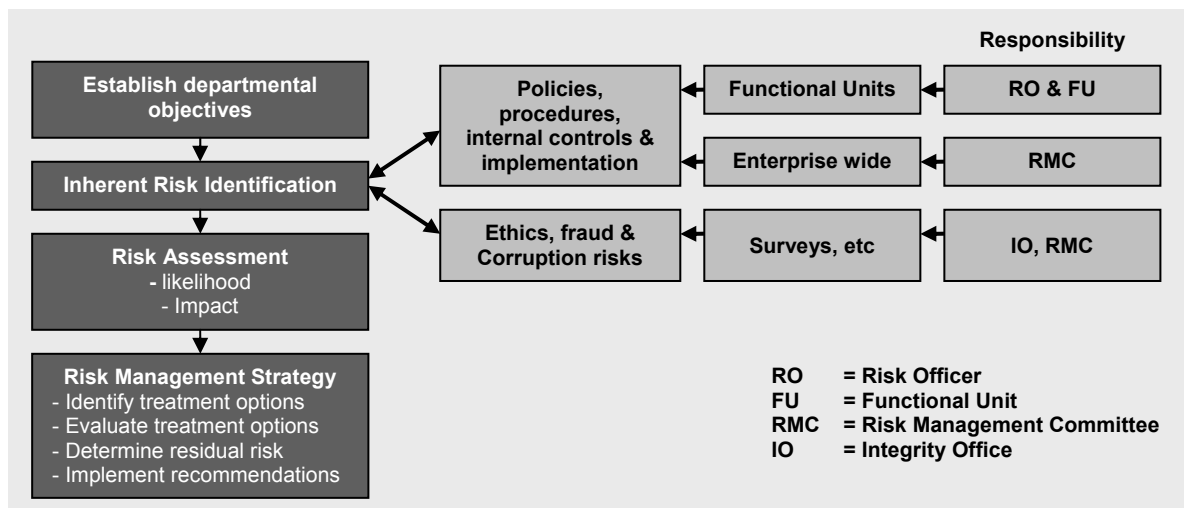 Responsibility
Establish departmental
objectives
Inherent Risk Identification
Risk Assessment
- likelihood
- Impact
Risk Management Strategy
- Identify treatment options
- Evaluate treatment options
- Determine residual risk
- Implement recommendations
Policies,
procedures,
internal controls &
implementation
Functional Units
RO & FU
Enterprise wide
RMC
Ethics, fraud &
Corruption risks
Surveys, etc
IO, RMC
RO = Risk Officer
FU = Functional Unit
RMC = Risk Management Committee
IO = Integrity Office